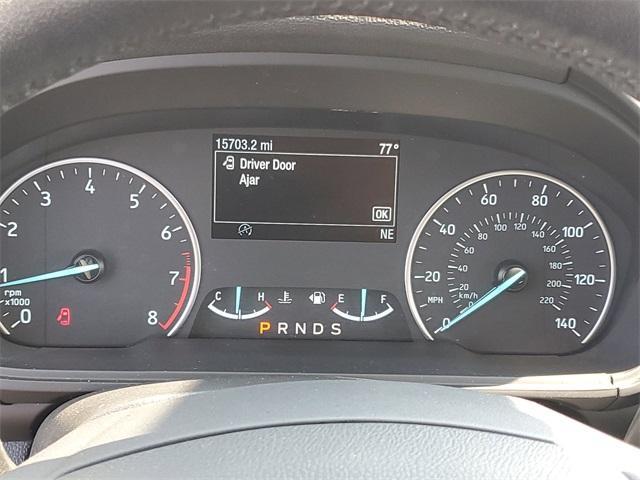 15703.2 mi 77°
Driver Door
Ajar
OK
NE
0 1 2 3 4 5 6 7 8
rpm
x1000
C H E F
P R N D S
0 20 40 60 80 100 120 140
MPH
km/h
0 20 40 60 80 100 120 140 160 180 200 220